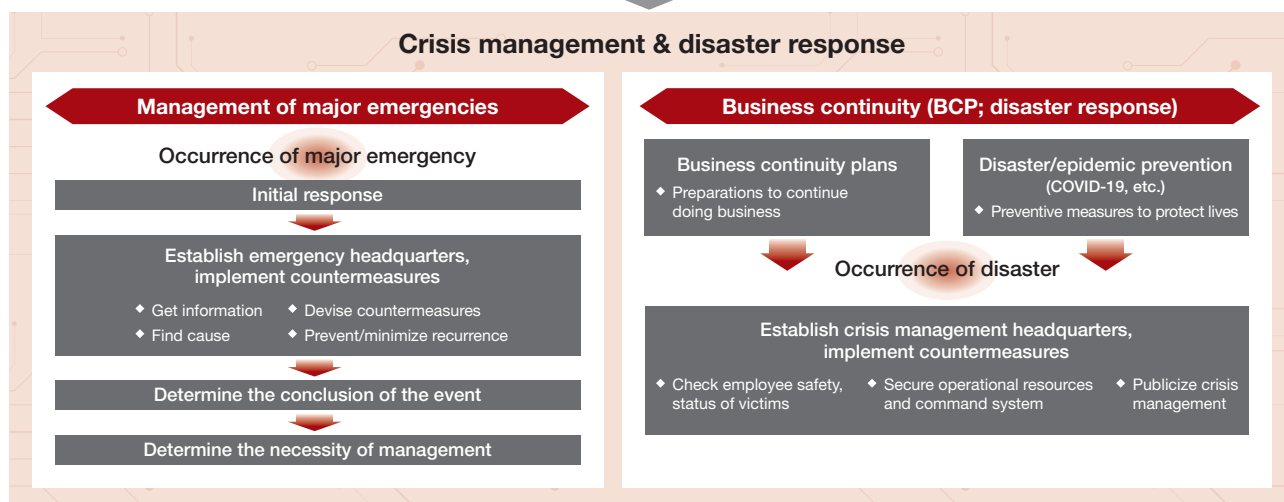 Crisis management & disaster response
Management of major emergencies
Occurrence of major emergency
Initial response
Establish emergency headquarters,
implement countermeasures
◆ Get information
◆ Devise countermeasures
◆ Find cause
◆ Prevent/minimize recurrence
Determine the conclusion of the event
Determine the necessity of management
Business continuity (BCP; disaster response)
Business continuity plans
◆ Preparations to continue
doing business
Disaster/epidemic prevention
(COVID-19, etc.)
◆ Preventive measures to protect lives
Occurrence of disaster
Establish crisis management headquarters,
implement countermeasures
◆ Check employee safety,
status of victims
◆ Secure operational resources
and command system
◆ Publicize crisis
management